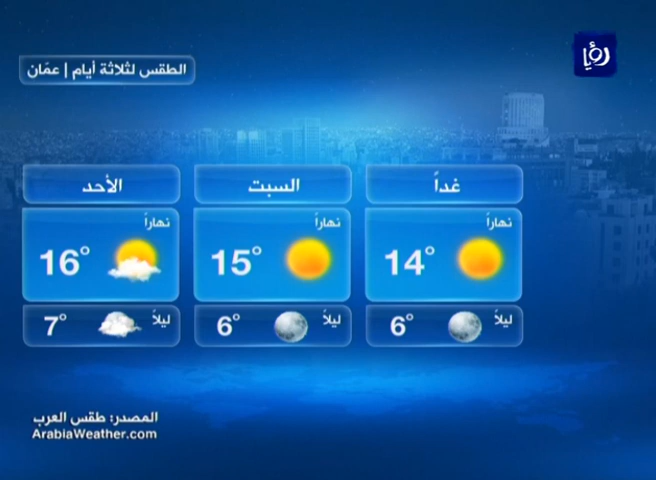 رؤيا
الطقس لثلاثة أيام | عمّان
غداً
نهاراً
14°
ليلاً
6°
السبت
نهاراً
15°
ليلاً
6°
الأحد
نهاراً
16°
ليلاً
7°
المصدر: طقس العرب
ArabiaWeather.com